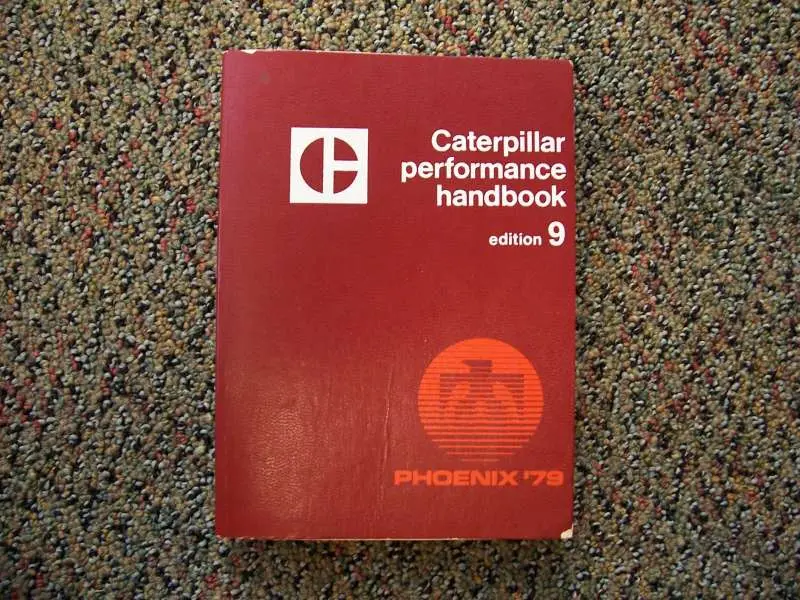 Caterpillar
performance
handbook
edition 9
PHOENIX '79